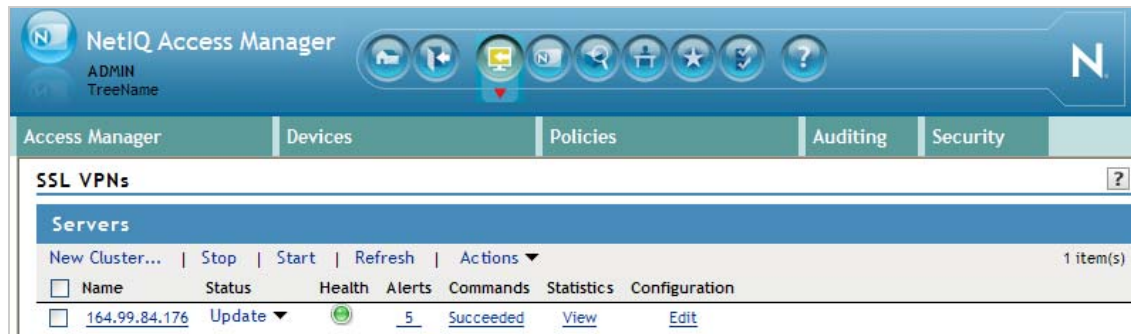 NetIQ Access Manager
ADMIN
TreeName
?
N
Access Manager Devices Policies Auditing Security
SSL VPNs ?
Servers
New Cluster... | Stop | Start | Refresh | Actions 1 item(s)
Name Status Health Alerts Commands Statistics Configuration
164.99.84.176 Update 5 Succeeded View Edit